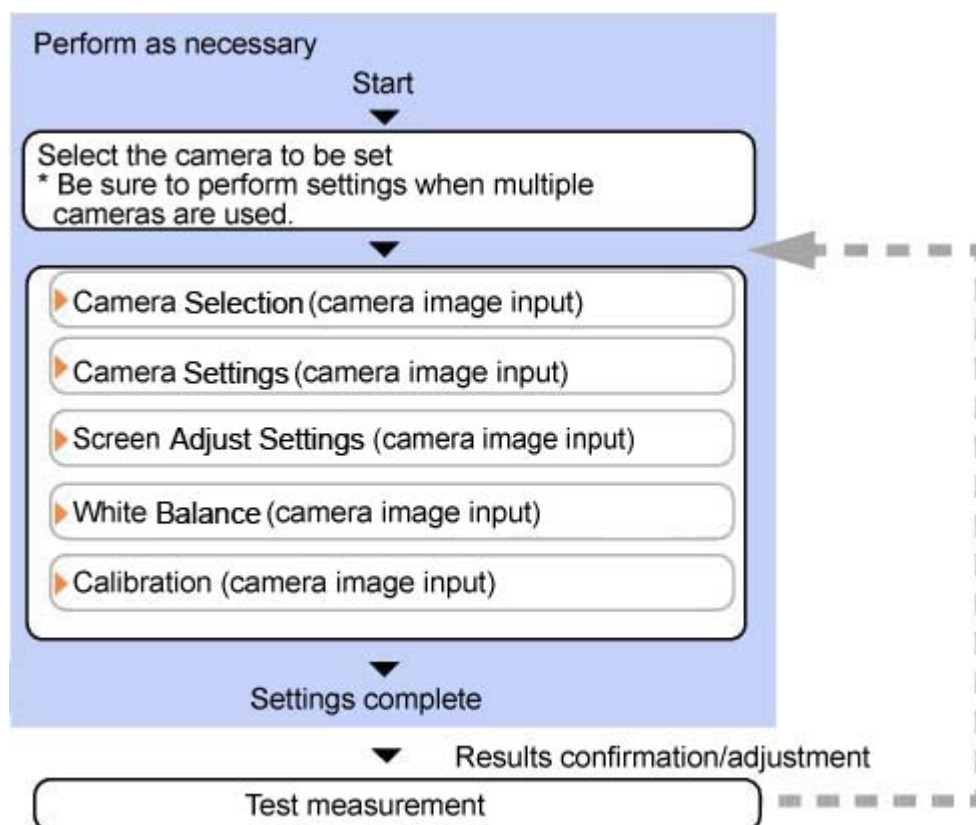 Perform as necessary
Start
Select the camera to be set
* Be sure to perform settings when multiple
cameras are used.
Camera Selection (camera image input)
Camera Settings (camera image input)
Screen Adjust Settings (camera image input)
White Balance (camera image input)
Calibration (camera image input)
Settings complete
Results confirmation/adjustment
Test measurement